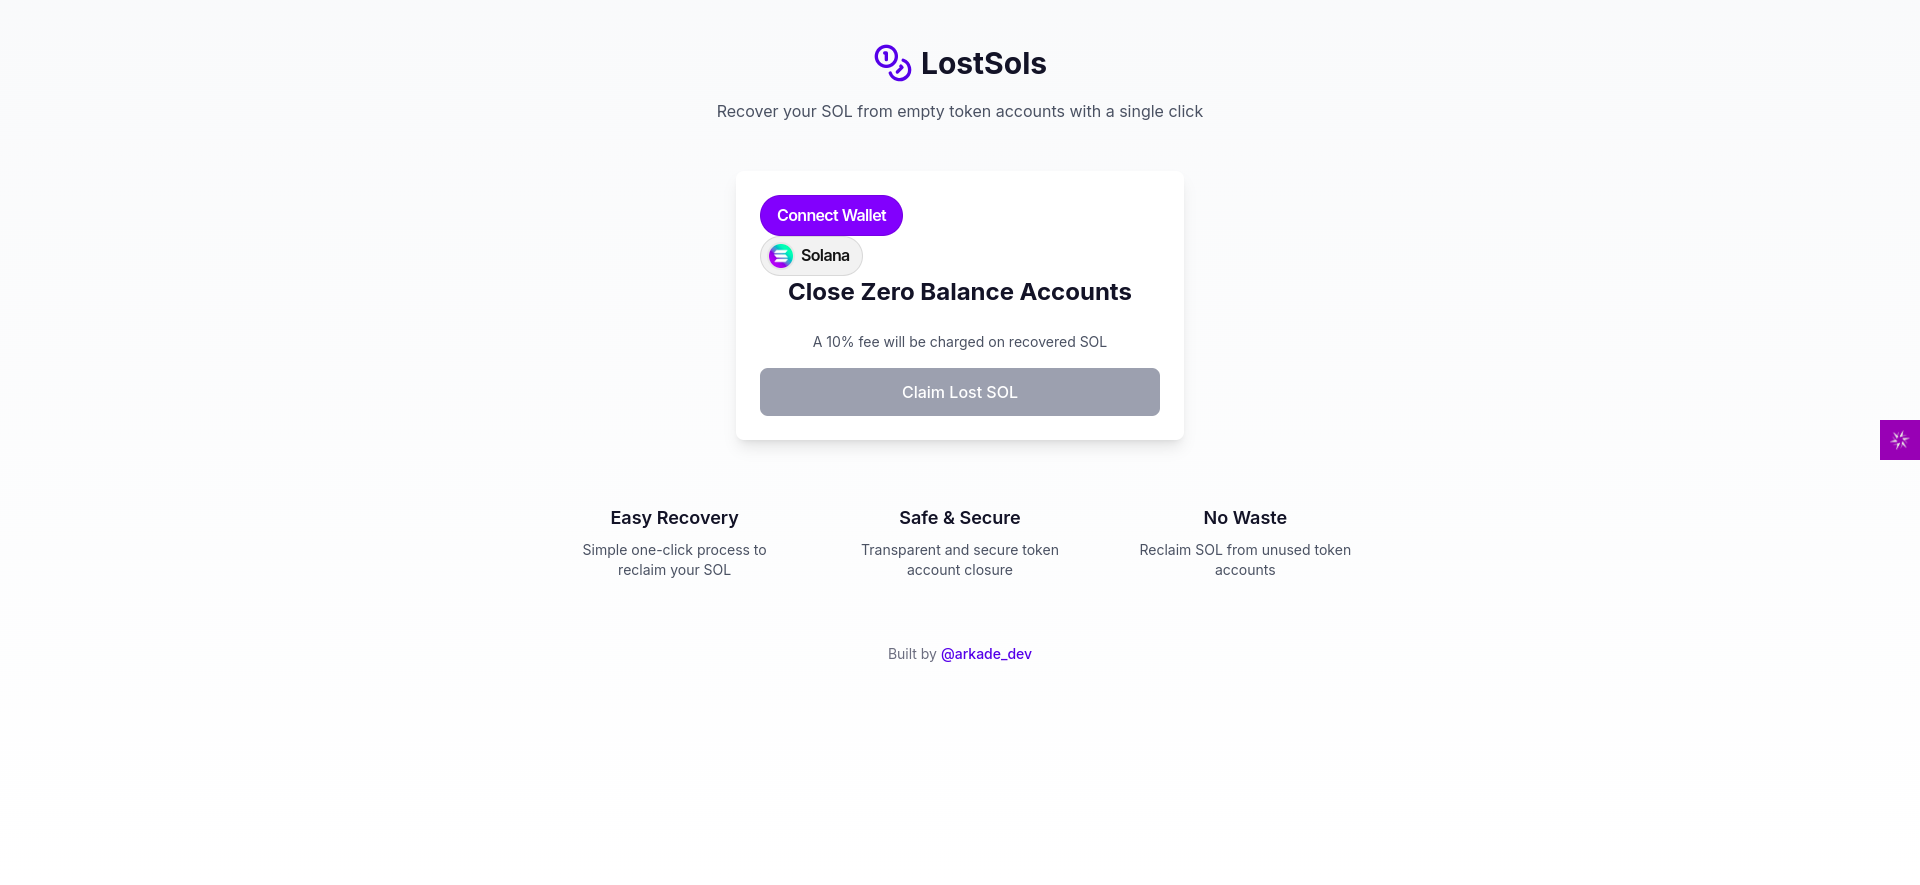 LostSols
Recover your SOL from empty token accounts with a single click
Connect Wallet
Solana
Close Zero Balance Accounts
A 10% fee will be charged on recovered SOL
Claim Lost SOL
Easy Recovery
Simple one-click process to
reclaim your SOL
Safe & Secure
Transparent and secure token
account closure
No Waste
Reclaim SOL from unused token
accounts
Built by @arkade_dev